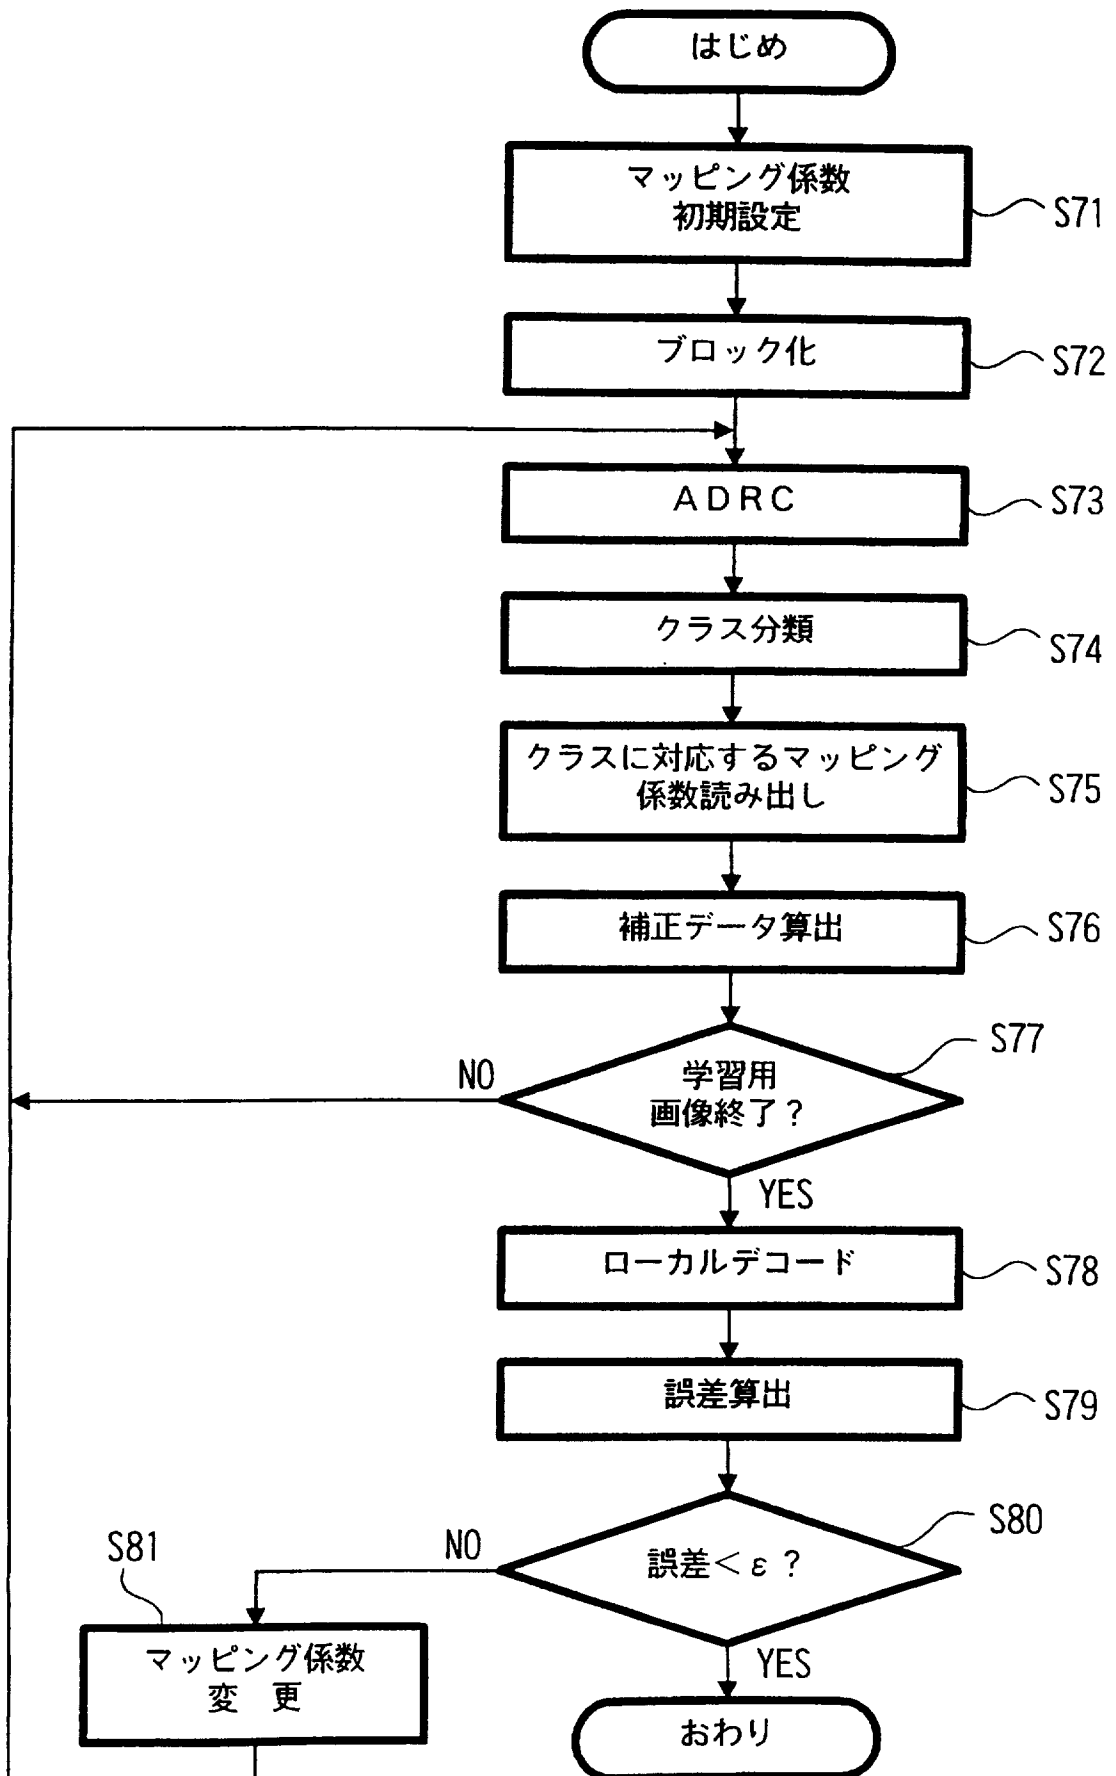 はじめ
マッピング係数
初期設定
S71
ブロック化
S72
ADRC
S73
クラス分類
S74
クラスに対応するマッピング
係数読み出し
S75
補正データ算出
S76
学習用
画像終了?
S77
NO
YES
ローカルデコード
S78
誤差算出
S79
誤差<ε?
S80
NO
YES
S81
マッピング係数
変 更
おわり